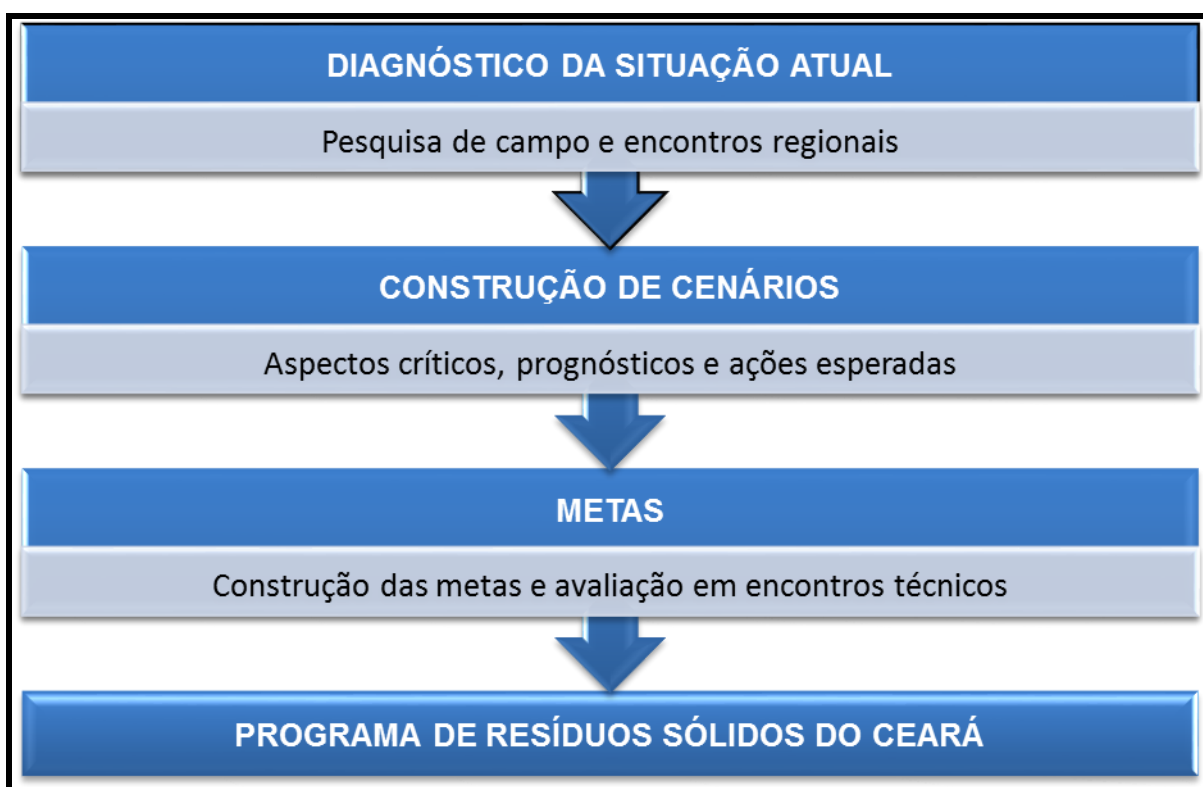 DIAGNÓSTICO DA SITUAÇÃO ATUAL
Pesquisa de campo e encontros regionais
CONSTRUÇÃO DE CENÁRIOS
Aspectos críticos, prognósticos e ações esperadas
METAS
Construção das metas e avaliação em encontros técnicos
PROGRAMA DE RESÍDUOS SÓLIDOS DO CEARÁ